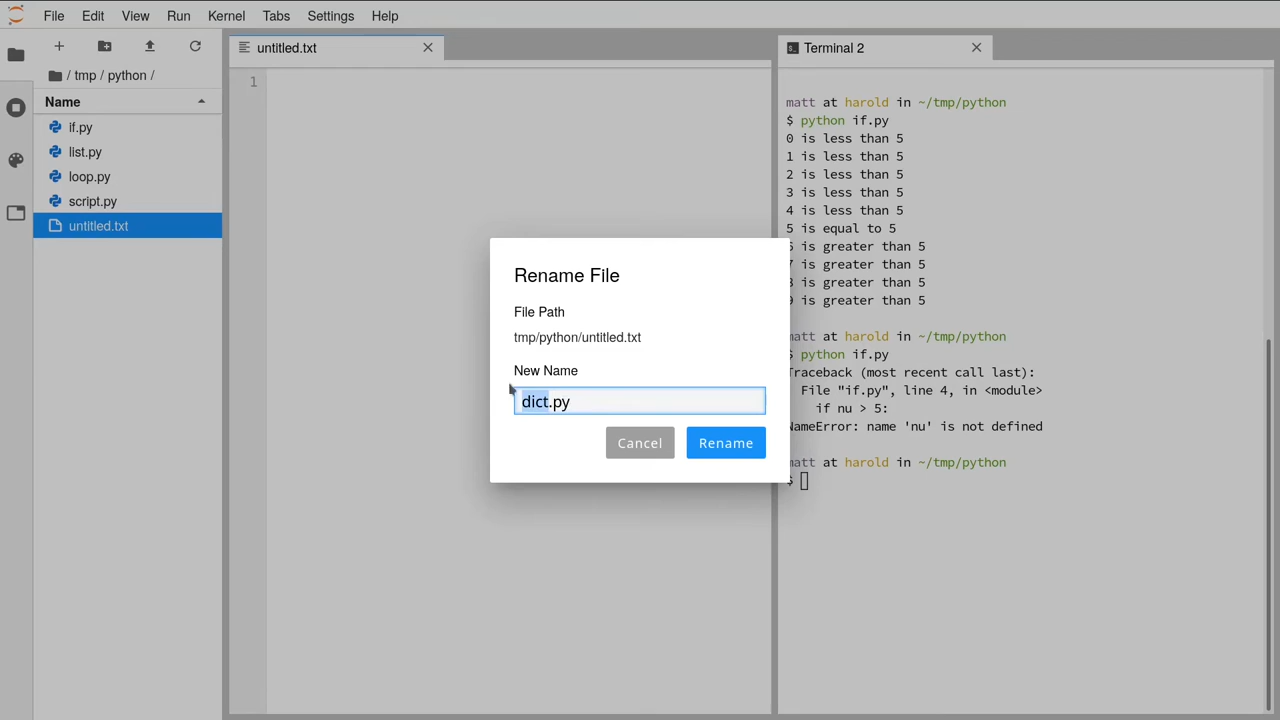 File Edit View Run Kernel Tabs Settings Help
/ tmp / python /
Name
if.py
list.py
loop.py
script.py
untitled.txt
untitled.txt
1
Rename File
File Path
tmp/python/untitled.txt
New Name
dict.py
Cancel Rename
Terminal 2
matt at harold in ~/tmp/python
$ python if.py
0 is less than 5
1 is less than 5
2 is less than 5
3 is less than 5
4 is less than 5
5 is equal to 5
6 is greater than 5
7 is greater than 5
8 is greater than 5
9 is greater than 5
matt at harold in ~/tmp/python
$ python if.py
Traceback (most recent call last):
File "if.py", line 4, in <module>
if nu > 5:
NameError: name 'nu' is not defined
matt at harold in ~/tmp/python
$